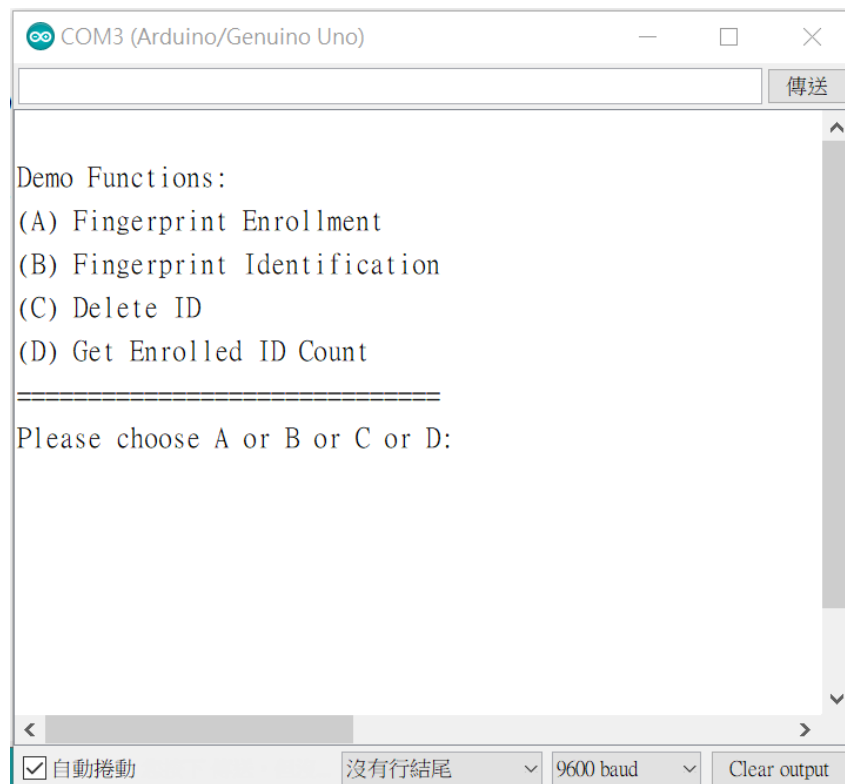 COM3 (Arduino/Genuino Uno)
傳送
Demo Functions:
(A) Fingerprint Enrollment
(B) Fingerprint Identification
(C) Delete ID
(D) Get Enrolled ID Count
==============================
Please choose A or B or C or D:
自動捲動
沒有行結尾
9600 baud
Clear output